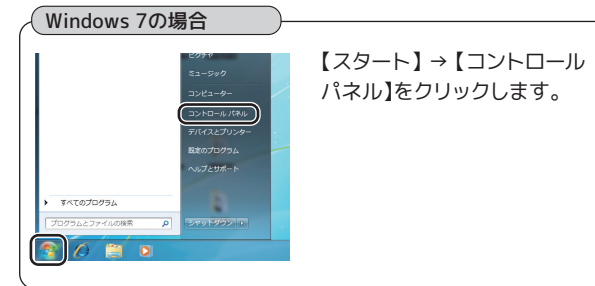 Windows 7の場合
【スタート】→【コントロール
パネル】をクリックします。
ピクチャ
ミュージック
コンピューター
コントロール パネル
デバイスとプリンター
既定のプログラム
ヘルプとサポート
すべてのプログラム
プログラムとファイルの検索
シャットダウン